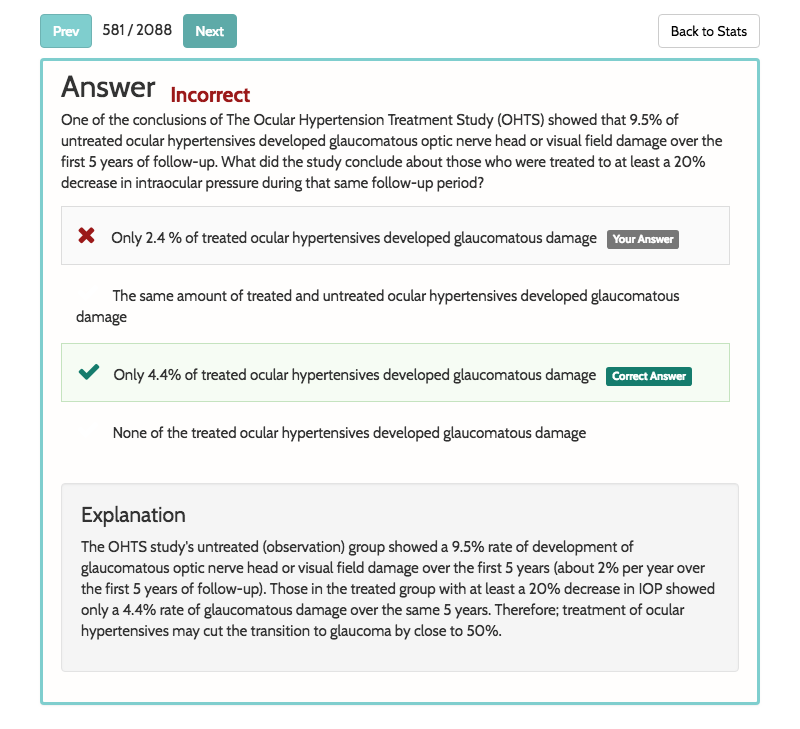 Prev 581 / 2088 Next Back to Stats
Answer Incorrect
One of the conclusions of The Ocular Hypertension Treatment Study (OHTS) showed that 9.5% of
untreated ocular hypertensives developed glaucomatous optic nerve head or visual field damage over the
first 5 years of follow-up. What did the study conclude about those who were treated to at least a 20%
decrease in intraocular pressure during that same follow-up period?
Only 2.4 % of treated ocular hypertensives developed glaucomatous damage Your Answer
The same amount of treated and untreated ocular hypertensives developed glaucomatous
damage
Only 4.4% of treated ocular hypertensives developed glaucomatous damage Correct Answer
None of the treated ocular hypertensives developed glaucomatous damage
Explanation
The OHTS study's untreated (observation) group showed a 9.5% rate of development of
glaucomatous optic nerve head or visual field damage over the first 5 years (about 2% per year over
the first 5 years of follow-up). Those in the treated group with at least a 20% decrease in IOP showed
only a 4.4% rate of glaucomatous damage over the same 5 years. Therefore; treatment of ocular
hypertensives may cut the transition to glaucoma by close to 50%.